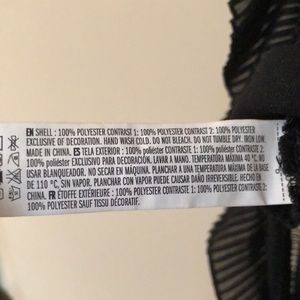 EN SHELL: 100% POLYESTER CONTRAST 1: 100% POLYESTER CONTRAST 2: 100% POLYESTER
EXCLUSIVE OF DECORATION. HAND WASH COLD. DO NOT BLEACH. DO NOT TUMBLE DRY. IRON LOW.
MADE IN CHINA. ES TELA EXTERIOR : 100% poliéster CONTRASTE 1: 100% poliéster CONTRASTE 2:
100% poliéster EXCLUSIVO PARA DECORACIÓN. LAVAR A MANO. TEMPERATURA MÁXIMA 40 °C. NO
USAR BLANQUEADOR. NO SECAR EN MÁQUINA. PLANCHAR A UNA TEMPERATURA MÁXIMA DE LA BASE
DE 110 °C, SIN VAPOR. PLANCHAR CON VAPOR PUEDE CAUSAR DAÑO IRREVERSIBLE. HECHO EN
CHINA. FR ÉTOFFE EXTÉRIEUR : 100% POLYESTER CONTRASTE1 : 100% POLYESTER CONTRASTE 2:
100% POLYESTER SAUF TISSU DÉCORATIF.